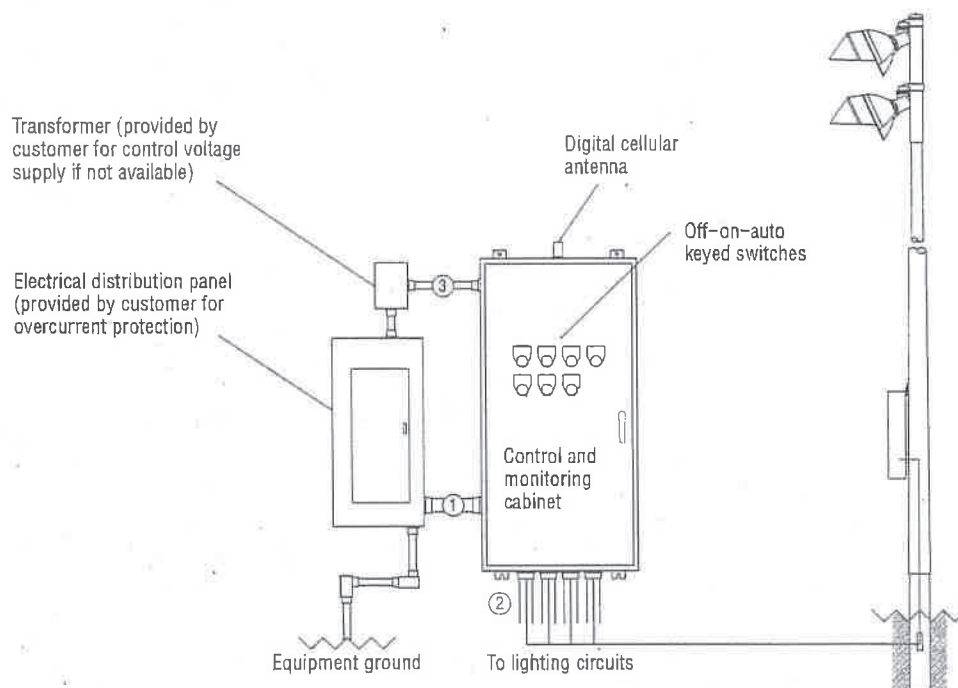 Transformer (provided by
customer for control voltage
supply if not available)
Digital cellular
antenna
Off-on-auto
keyed switches
Electrical distribution panel
(provided by customer for
overcurrent protection)
3
Control and
monitoring
cabinet
1
2
Equipment ground
To lighting circuits